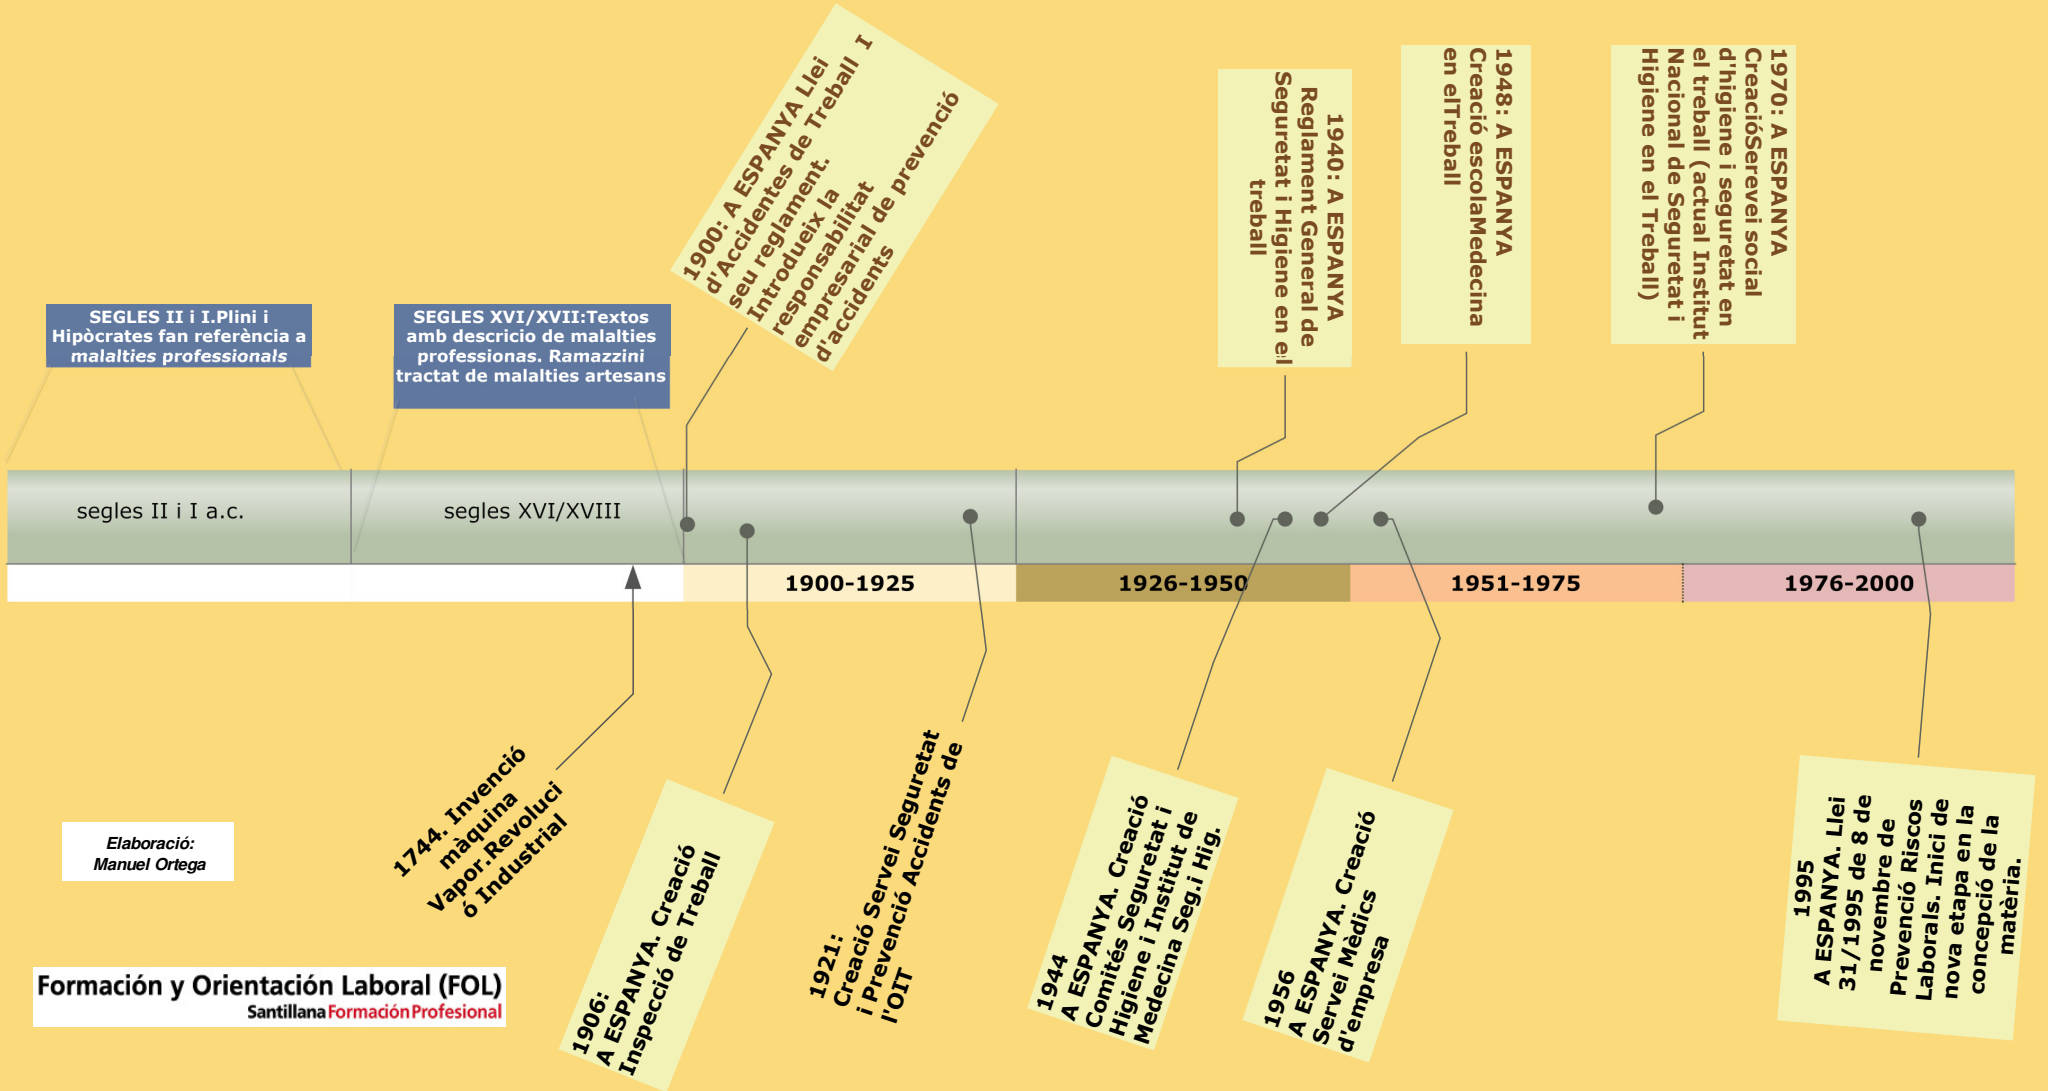 SEGLES II i I.Plini i
Hipòcrates fan referència a
malalties professionals
SEGLES XVI/XVII:Textos
amb descricio de malalties
professionas. Ramazzini
tractat de malalties artesans
1900: A ESPANYA Llei
d'Accidentes de Treball I
seu reglament.
Introdueix la
responsabilitat
empresarial de prevenció
d'accidents
1940: A ESPANYA
Reglament General de
Seguretat i Higiene en el
treball
1948: A ESPANYA
Creació escolaMedecina
en elTreball
1970: A ESPANYA
CreacióSerevei social
d'higiene i seguretat en
el treball (actual Institut
Nacional de Seguretat i
Higiene en el Treball)
segles II i I a.c.
segles XVI/XVIII
1900-1925
1926-1950
1951-1975
1976-2000
1744. Invenció
màquina
Vapor.Revoluci
ó Industrial
1906:
A ESPANYA. Creació
Inspecció de Treball
1921:
Creació Servei Seguretat
i Prevenció Accidents de
l'OIT
1944
A ESPANYA. Creació
Comités Seguretat i
Higiene i Institut de
Medecina Seg.i Hig.
1956
A ESPANYA. Creació
Servei Mèdics
d'empresa
1995
A ESPANYA. Llei
31/1995 de 8 de
novembre de
Prevenció Riscos
Laborals. Inici de
nova etapa en la
concepció de la
matèria.
Elaboració:
Manuel Ortega
Formación y Orientación Laboral (FOL)
Santillana Formación Profesional